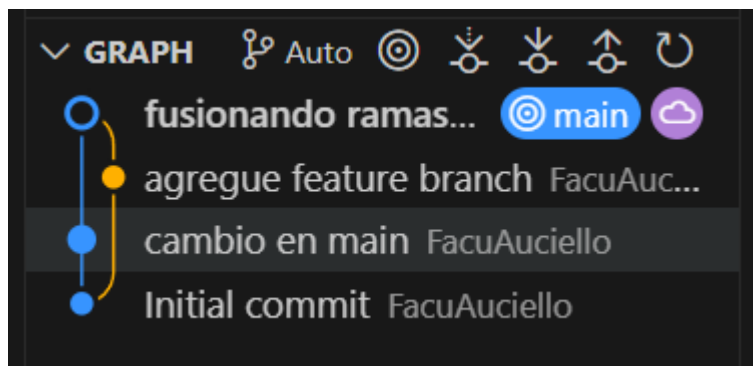 GRAPH Auto
fusionando ramas... main
agregue feature branch FacuAuc...
cambio en main FacuAuciello
Initial commit FacuAuciello